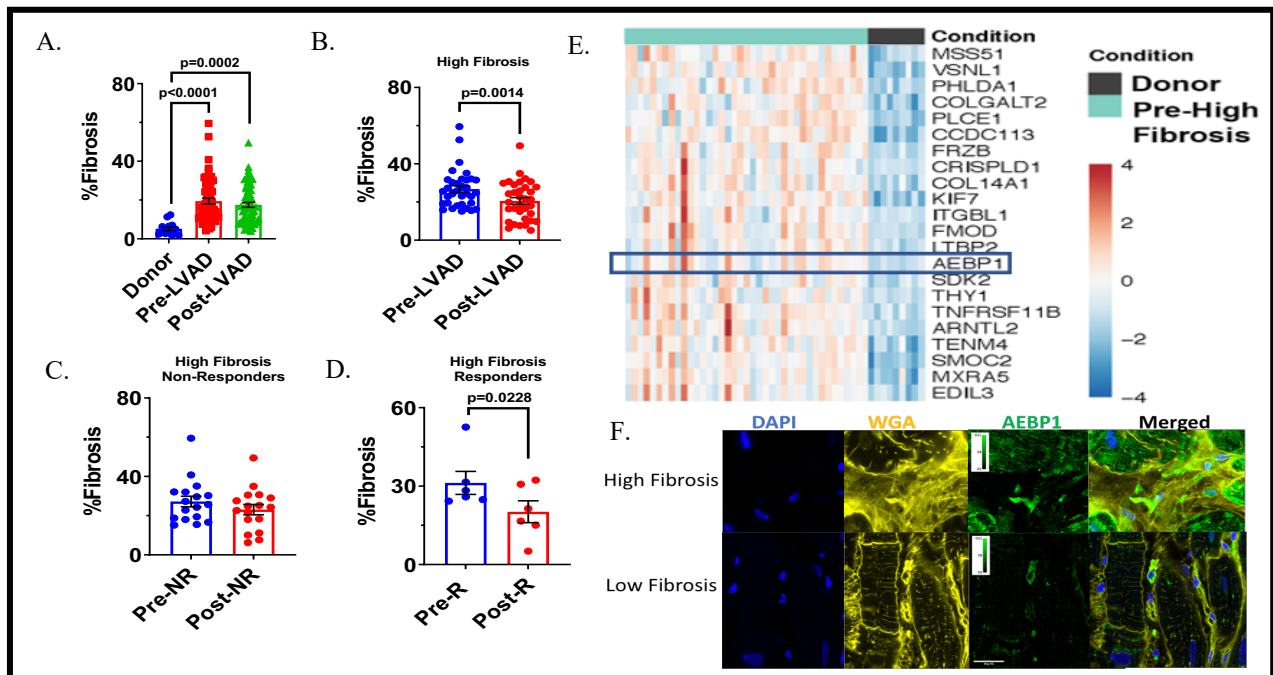 A.
80
40
0
%Fibrosis
p=0.0002
p<0.0001
Donor
Pre-LVAD
Post-LVAD
B.
High Fibrosis
p=0.0014
80
40
0
%Fibrosis
Pre-LVAD
Post-LVAD
C.
High Fibrosis
Non-Responders
80
40
0
%Fibrosis
Pre-NR
Post-NR
D.
High Fibrosis
Responders
p=0.0228
60
30
0
%Fibrosis
Pre-R
Post-R
E.
Condition
MSS51
VSNL1
PHLDA1
COLGALT2
PLCE1
CCDC113
FRZB
CRISPLD1
COL14A1
KIF7
ITGBL1
FMOD
LTBP2
AEBP1
SDK2
THY1
TNFRSF11B
ARNTL2
TENM4
SMOC2
MXRA5
EDIL3
Condition
Donor
Pre-High
Fibrosis
4
2
0
−2
−4
F.
DAPI
WGA
AEBP1
Merged
High Fibrosis
Low Fibrosis